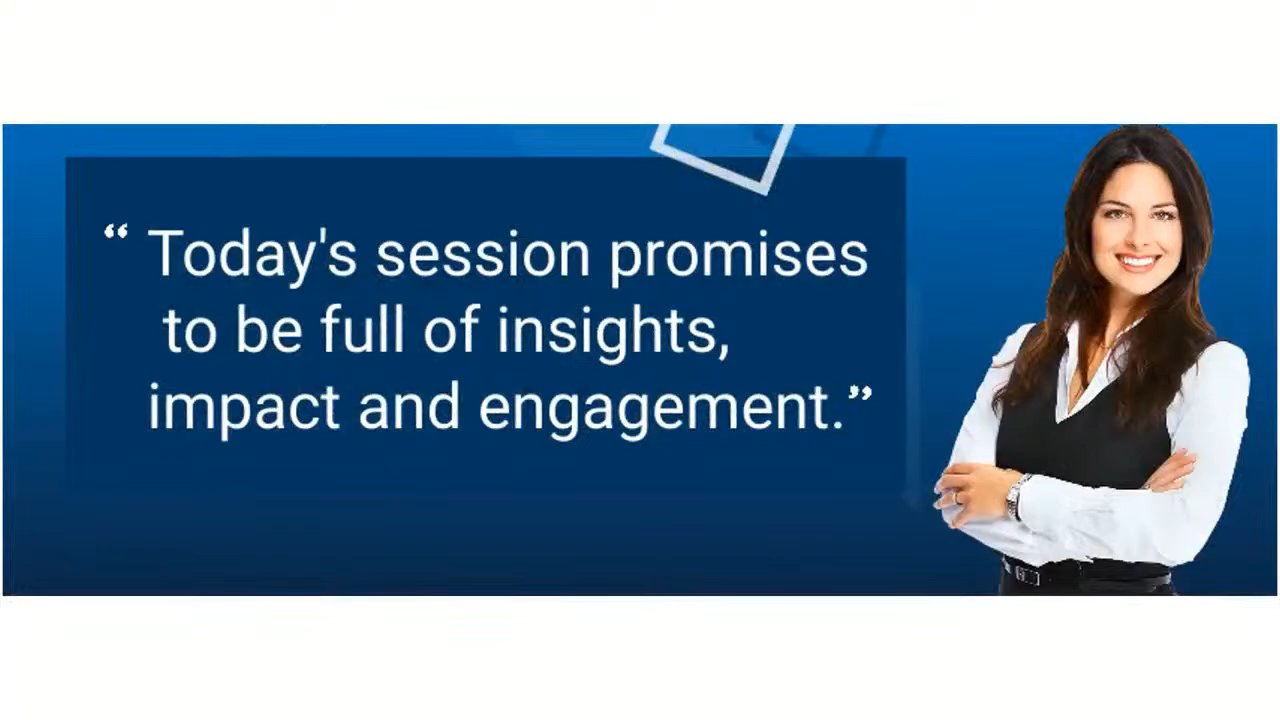 “ Today's session promises
to be full of insights,
impact and engagement.”